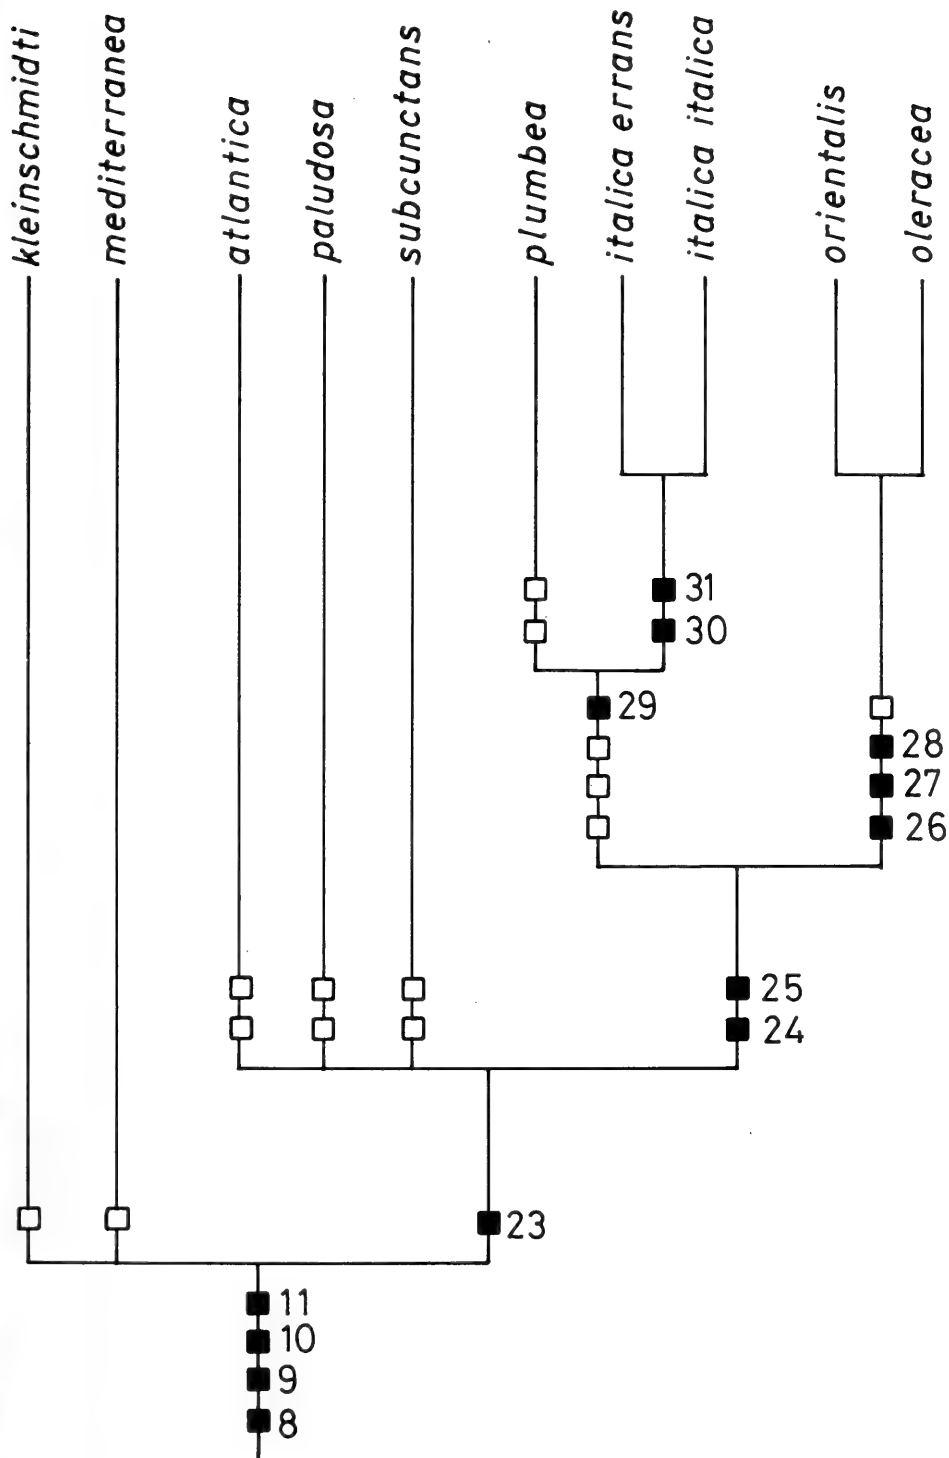 kleinschmidti
mediterranea
atlantica
paludosa
subcunctans
plumbea
italica errans
italica italica
orientalis
oleracea
31
30
29
28
27
26
25
24
23
11
10
9
8